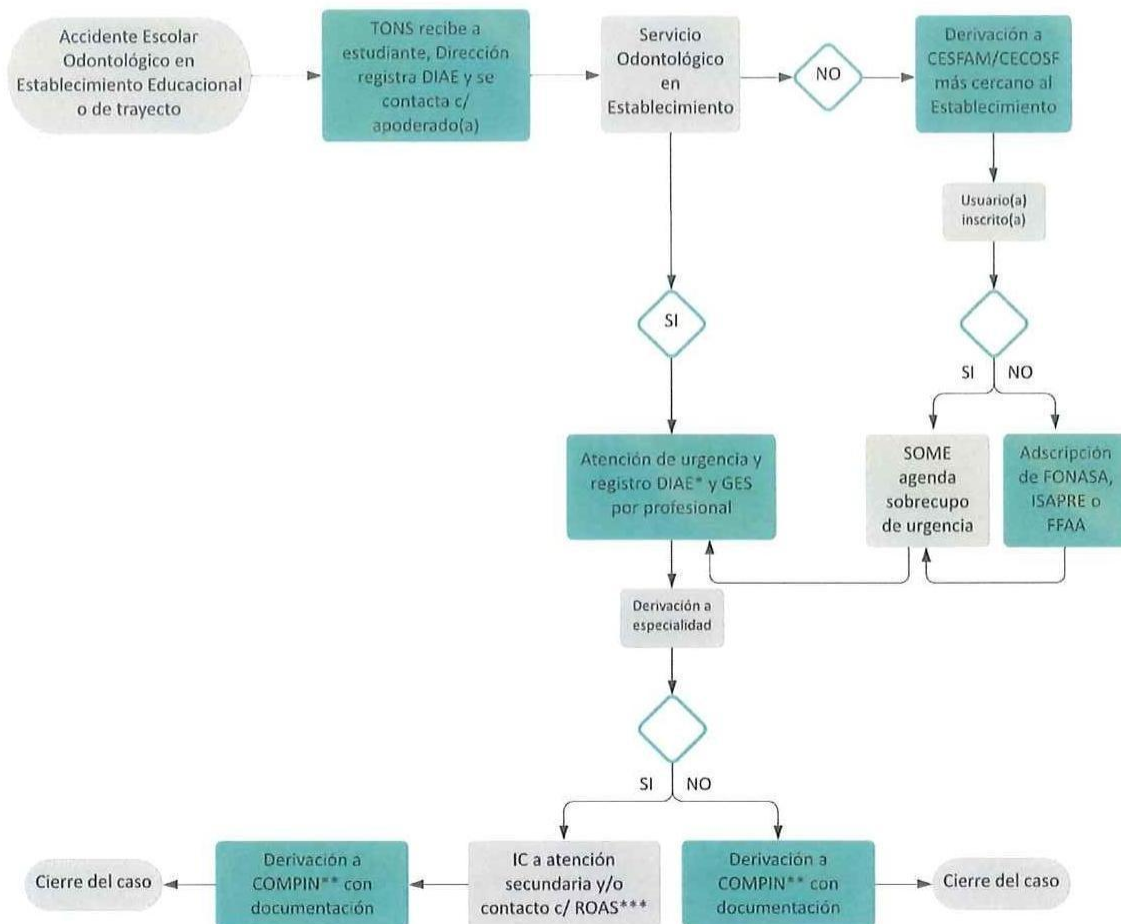 Accidente Escolar
Odontológico en
Establecimiento Educacional
o de trayecto
TONS recibe a
estudiante, Dirección
registra DIAE y se
contacta c/
apoderado(a)
Servicio
Odontológico
en
Establecimiento
NO
Derivación a
CESFAM/CECOSF
más cercano al
Establecimiento
Usuario(a)
inscrito(a)
SI
SI
NO
Atención de urgencia y
registro DIAE* y GES
por profesional
SOME
agenda
sobrecupo
de urgencia
Adscripción
de FONASA,
ISAPRE o
FFAA
Derivación a
especialidad
SI
NO
Cierre del caso
Derivación a
COMPIN** con
documentación
IC a atención
secundaria y/o
contacto c/ ROAS***
Derivación a
COMPIN** con
documentación
Cierre del caso